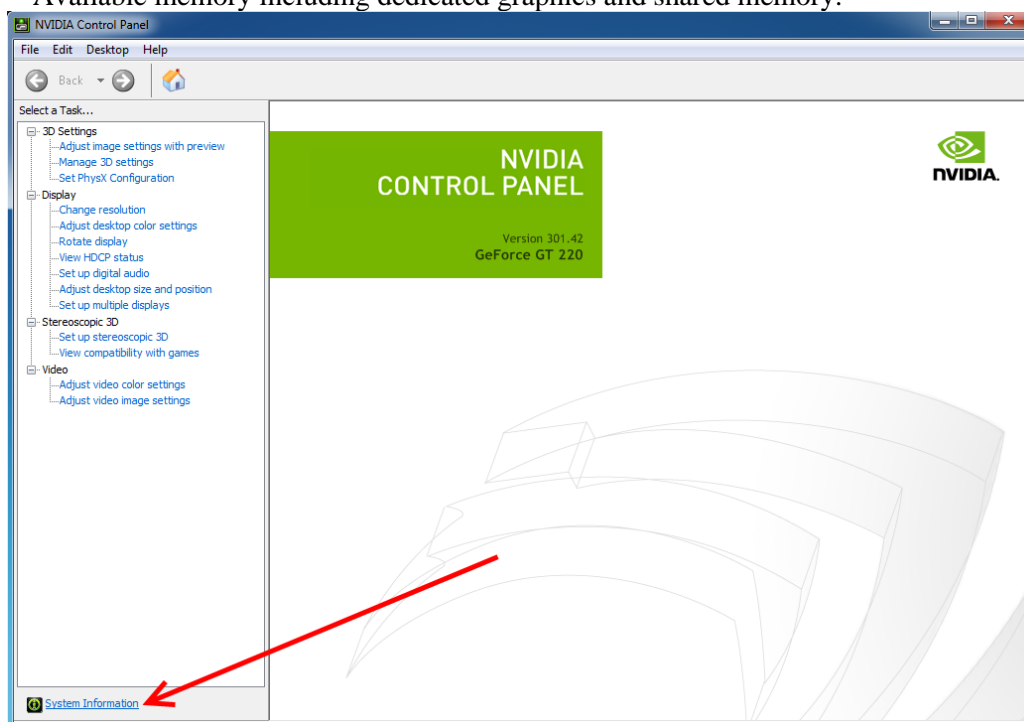 Available memory including dedicated graphics and shared memory.
NVIDIA Control Panel
File Edit Desktop Help
Back
Select a Task...
3D Settings
Adjust image settings with preview
Manage 3D settings
Set PhysX Configuration
Display
Change resolution
Adjust desktop color settings
Rotate display
View HDCP status
Set up digital audio
Adjust desktop size and position
Set up multiple displays
Stereoscopic 3D
Set up stereoscopic 3D
View compatibility with games
Video
Adjust video color settings
Adjust video image settings
System Information
NVIDIA
CONTROL PANEL
Version 301.42
GeForce GT 220
NVIDIA.